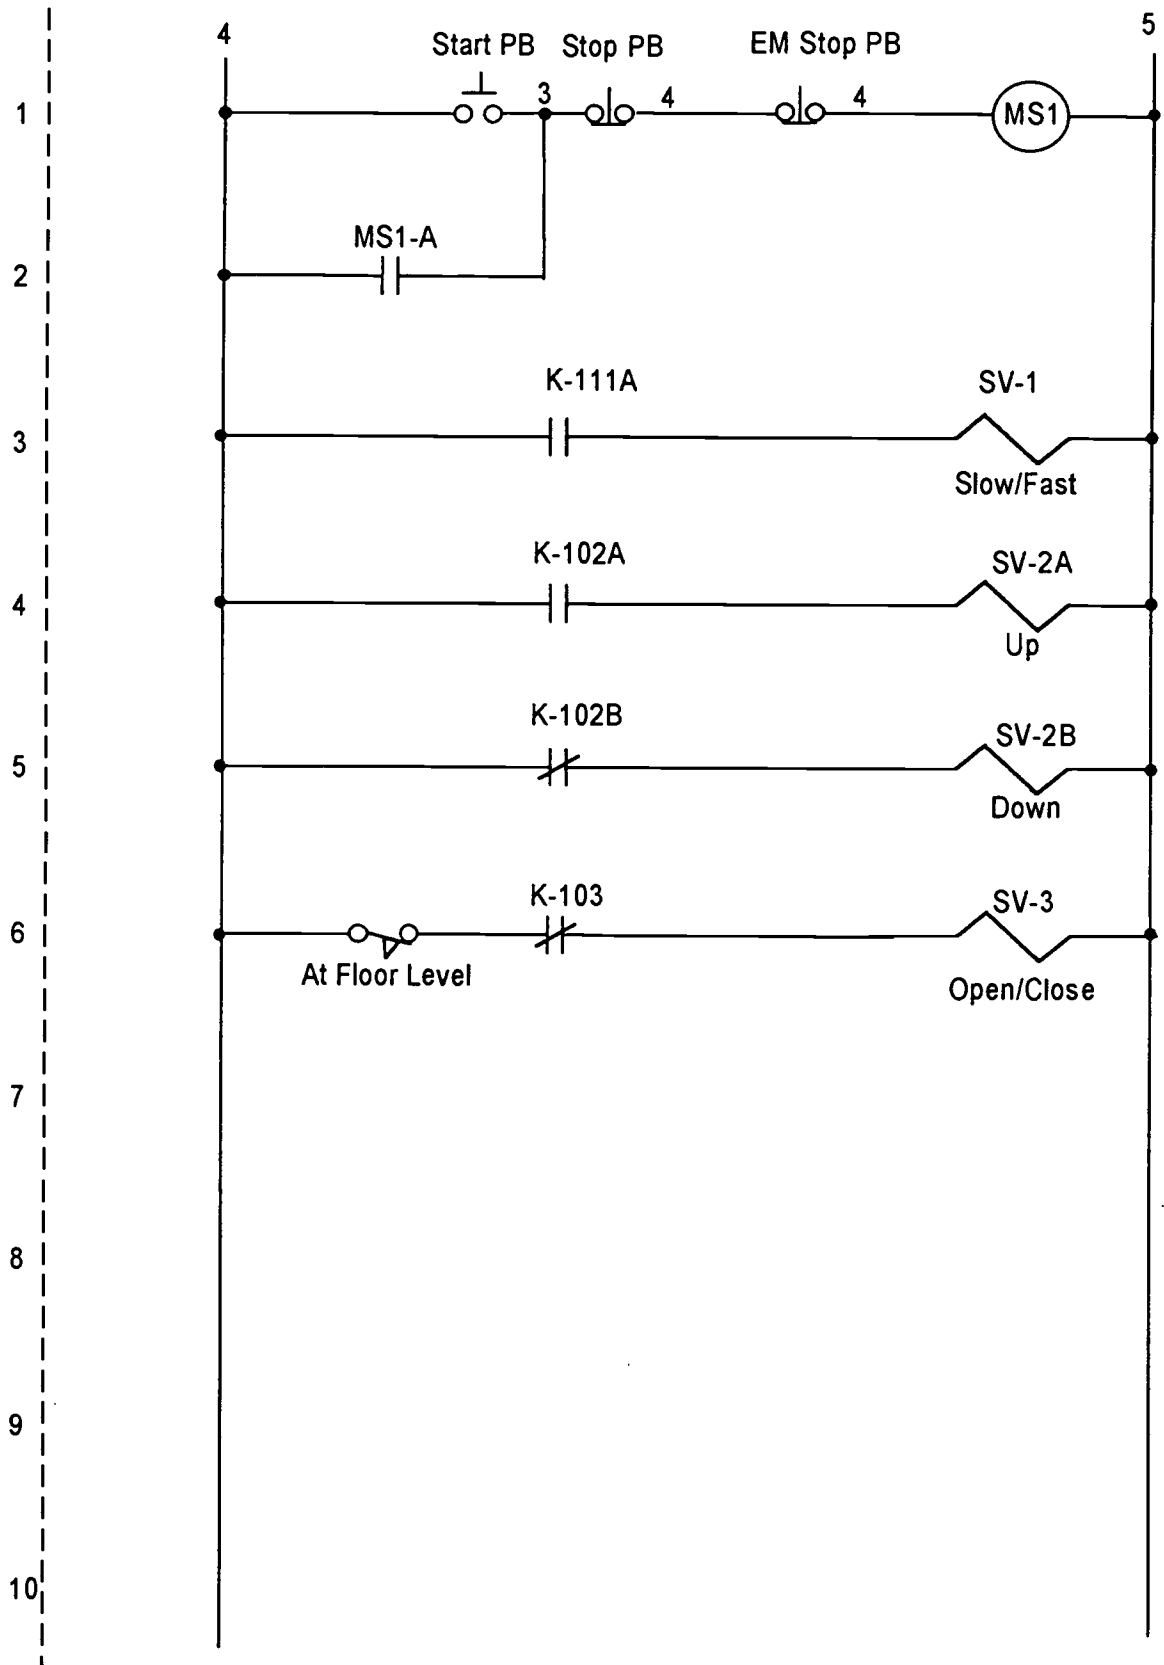 4
5
Start PB
Stop PB
EM Stop PB
1
3
4
4
MS1
MS1-A
2
K-111A
SV-1
3
Slow/Fast
K-102A
SV-2A
4
Up
K-102B
SV-2B
5
Down
K-103
SV-3
6
At Floor Level
Open/Close
7
8
9
10